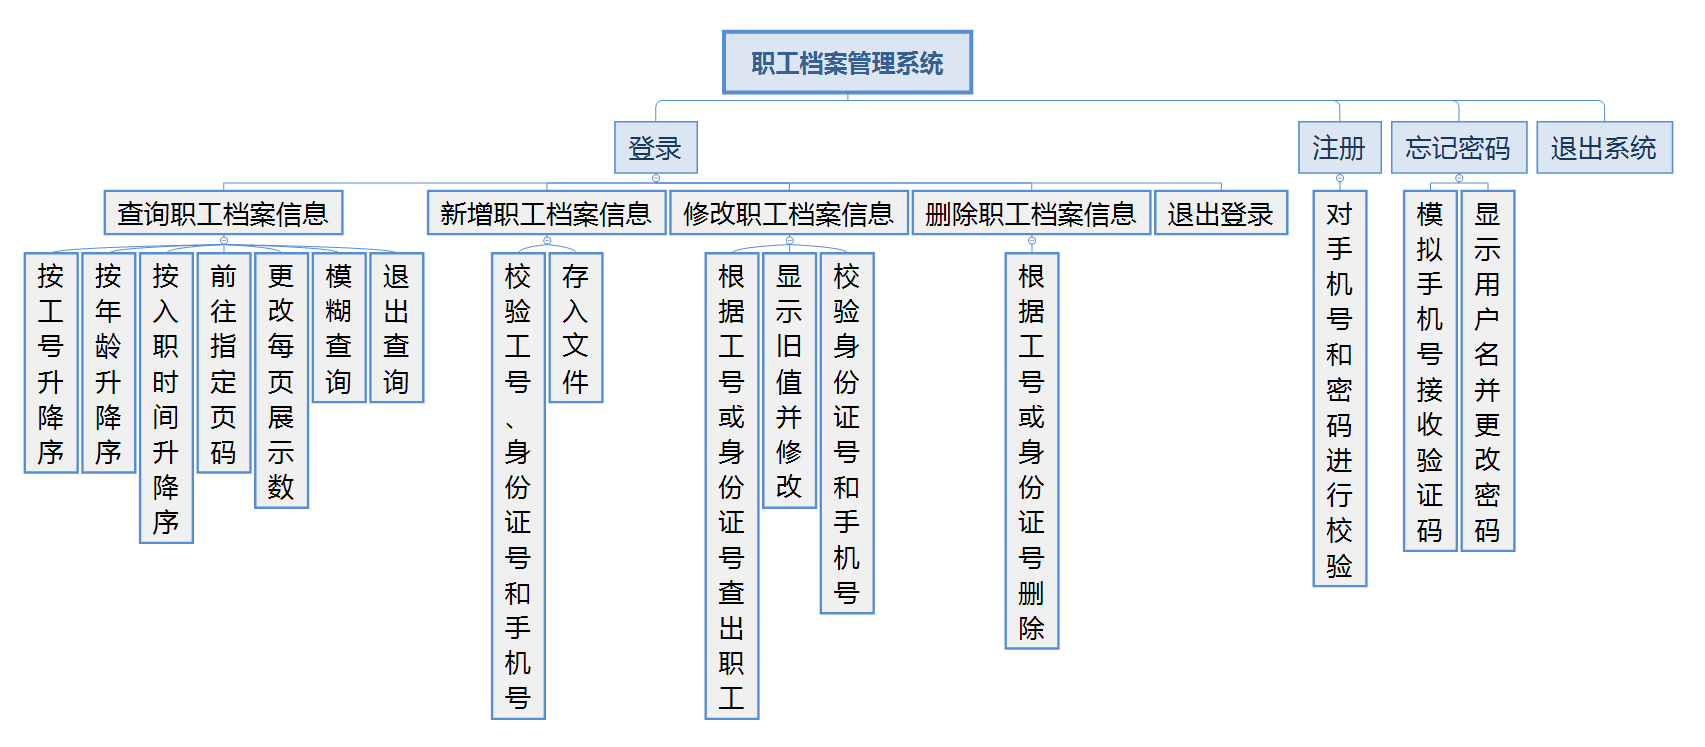 职工档案管理系统
登录
注册
忘记密码
退出系统
查询职工档案信息
新增职工档案信息
修改职工档案信息
删除职工档案信息
退出登录
对手机号和密码进行校验
模拟手机号接收验证码
显示用户名并更改密码
按工号升降序
按年龄升降序
按入职时间升降序
前往指定页码
更改每页展示数
模糊查询
退出查询
校验工号、身份证号和手机号
存入文件
根据工号或身份证号查出职工
显示旧值并修改
校验身份证号和手机号
根据工号或身份证号删除